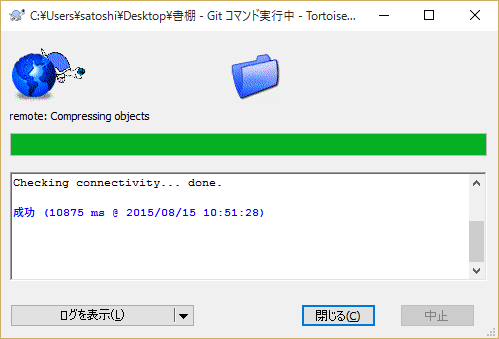 C:¥Users¥satoshi¥Desktop¥書棚 - Git コマンド実行中 - Tortoise...
remote: Compressing objects
Checking connectivity... done.
成功 (10875 ms @ 2015/08/15 10:51:28)
ログを表示(L)
閉じる(C)
中止